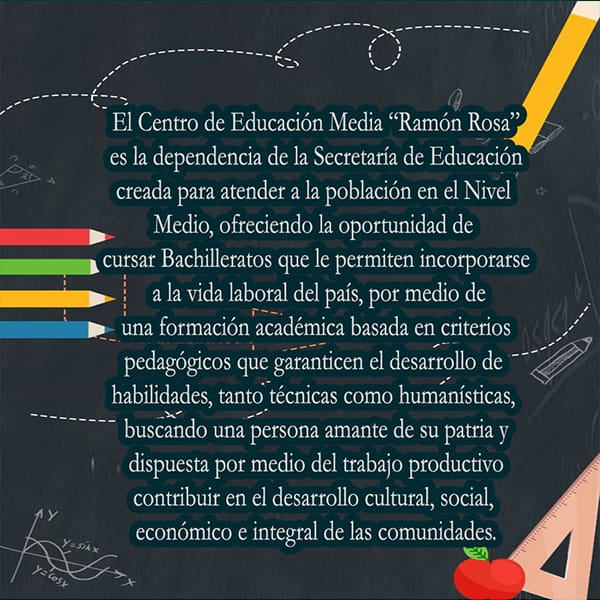 El Centro de Educación Media “Ramón Rosa”
es la dependencia de la Secretaría de Educación
creada para atender a la población en el Nivel
Medio, ofreciendo la oportunidad de
cursar Bachilleratos que le permiten incorporarse
a la vida laboral del país, por medio de
una formación académica basada en criterios
pedagógicos que garanticen el desarrollo de
habilidades, tanto técnicas como humanísticas,
buscando una persona amante de su patria y
dispuesta por medio del trabajo productivo
contribuir en el desarrollo cultural, social,
económico e integral de las comunidades.
Y
y=sin x
y=cos x
X